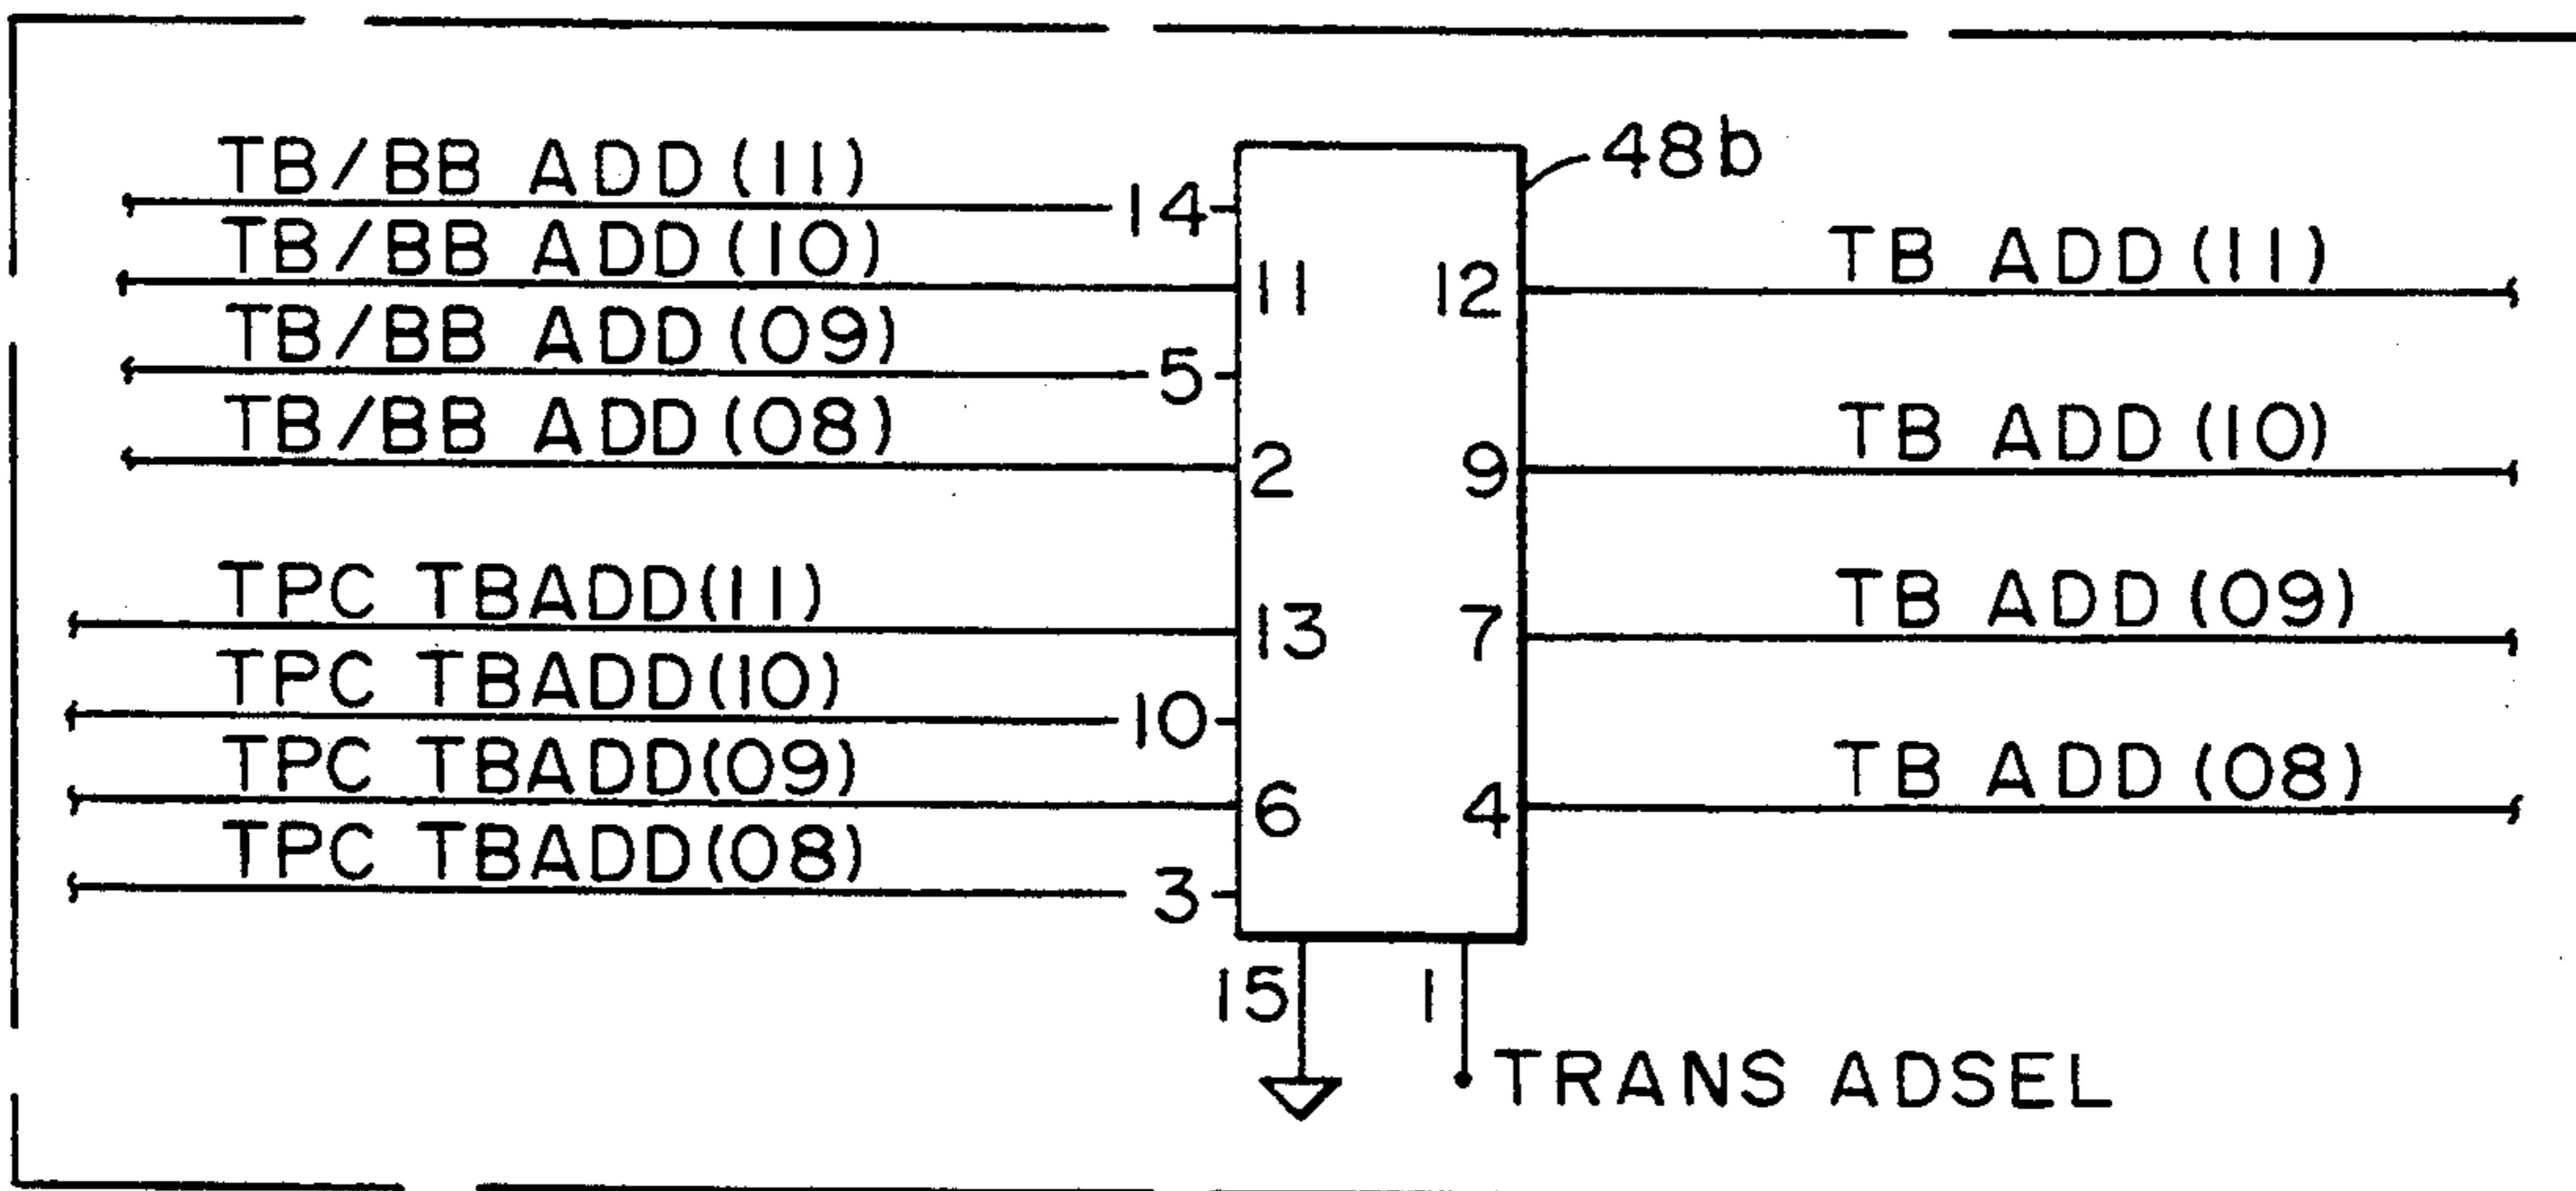 TB/BB ADD(11)
14
TB/BB ADD(10)
11
TB/BB ADD(09)
5
TB/BB ADD(08)
2
TPC TBADD(11)
13
TPC TBADD(10)
10
TPC TBADD(09)
6
TPC TBADD(08)
3
48b
12
TB ADD(11)
9
TB ADD(10)
7
TB ADD(09)
4
TB ADD(08)
15
1
TRANS ADSEL